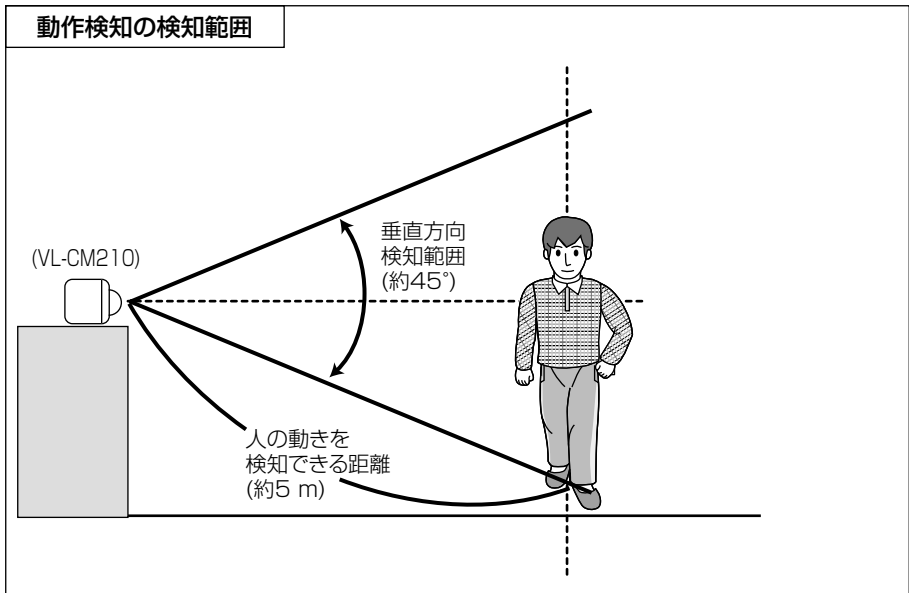 動作検知の検知範囲
(VL-CM210)
垂直方向
検知範囲
(約45°)
人の動きを
検知できる距離
(約5 m)